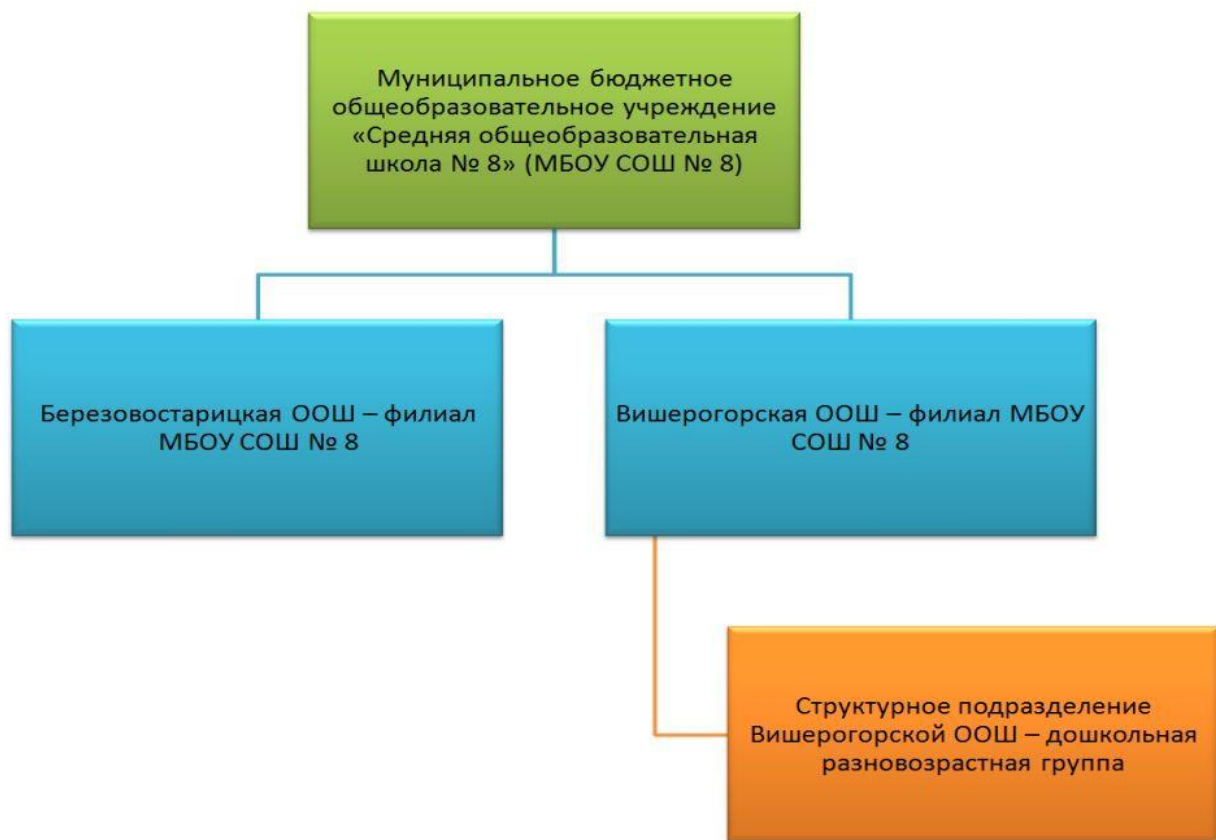 Муниципальное бюджетное
общеобразовательное учреждение
«Средняя общеобразовательная
школа № 8» (МБОУ СОШ № 8)
Березовостарицкая ООШ – филиал
МБОУ СОШ № 8
Вишерогорская ООШ – филиал МБОУ
СОШ № 8
Структурное подразделение
Вишерогорской ООШ – дошкольная
разновозрастная группа